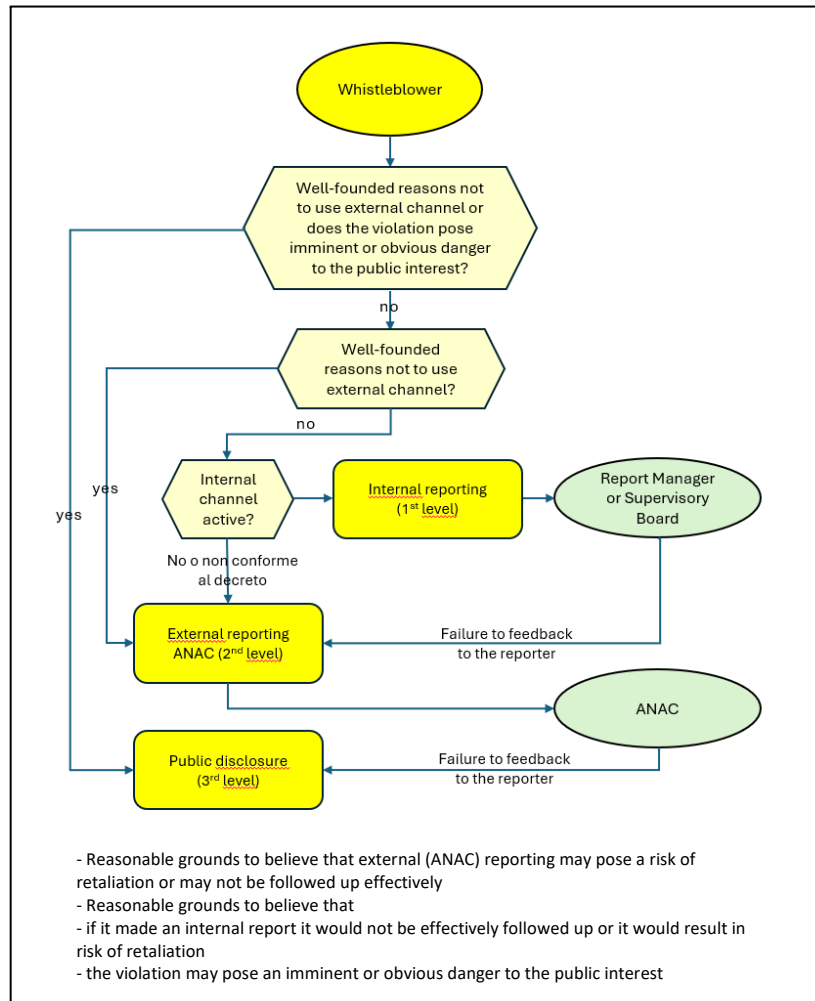 Whistleblower
Well-founded reasons not
to use external channel or
does the violation pose
imminent or obvious danger
to the public interest?
no
Well-founded
reasons not to use
external channel?
no
yes
yes
Internal
channel
active?
Internal reporting
(1st level)
Report Manager
or Supervisory
Board
No o non conforme
al decreto
External reporting
ANAC (2nd level)
Failure to feedback
to the reporter
ANAC
Public disclosure
(3rd level)
Failure to feedback
to the reporter
- Reasonable grounds to believe that external (ANAC) reporting may pose a risk of
retaliation or may not be followed up effectively
- Reasonable grounds to believe that
- if it made an internal report it would not be effectively followed up or it would result in
risk of retaliation
- the violation may pose an imminent or obvious danger to the public interest